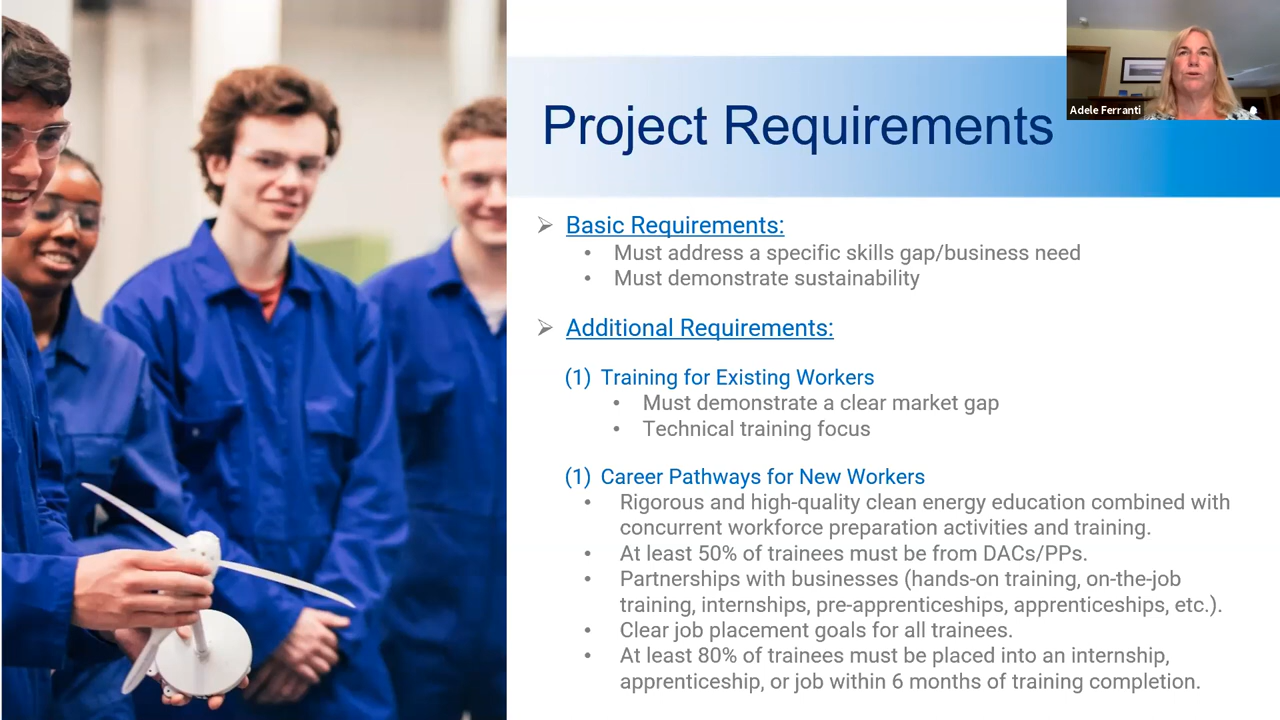 Project Requirements
Adele Ferranti
➢ Basic Requirements:
• Must address a specific skills gap/business need
• Must demonstrate sustainability
➢ Additional Requirements:
(1) Training for Existing Workers
• Must demonstrate a clear market gap
• Technical training focus
(1) Career Pathways for New Workers
• Rigorous and high-quality clean energy education combined with
concurrent workforce preparation activities and training.
• At least 50% of trainees must be from DACs/PPs.
• Partnerships with businesses (hands-on training, on-the-job
training, internships, pre-apprenticeships, apprenticeships, etc.).
• Clear job placement goals for all trainees.
• At least 80% of trainees must be placed into an internship,
apprenticeship, or job within 6 months of training completion.